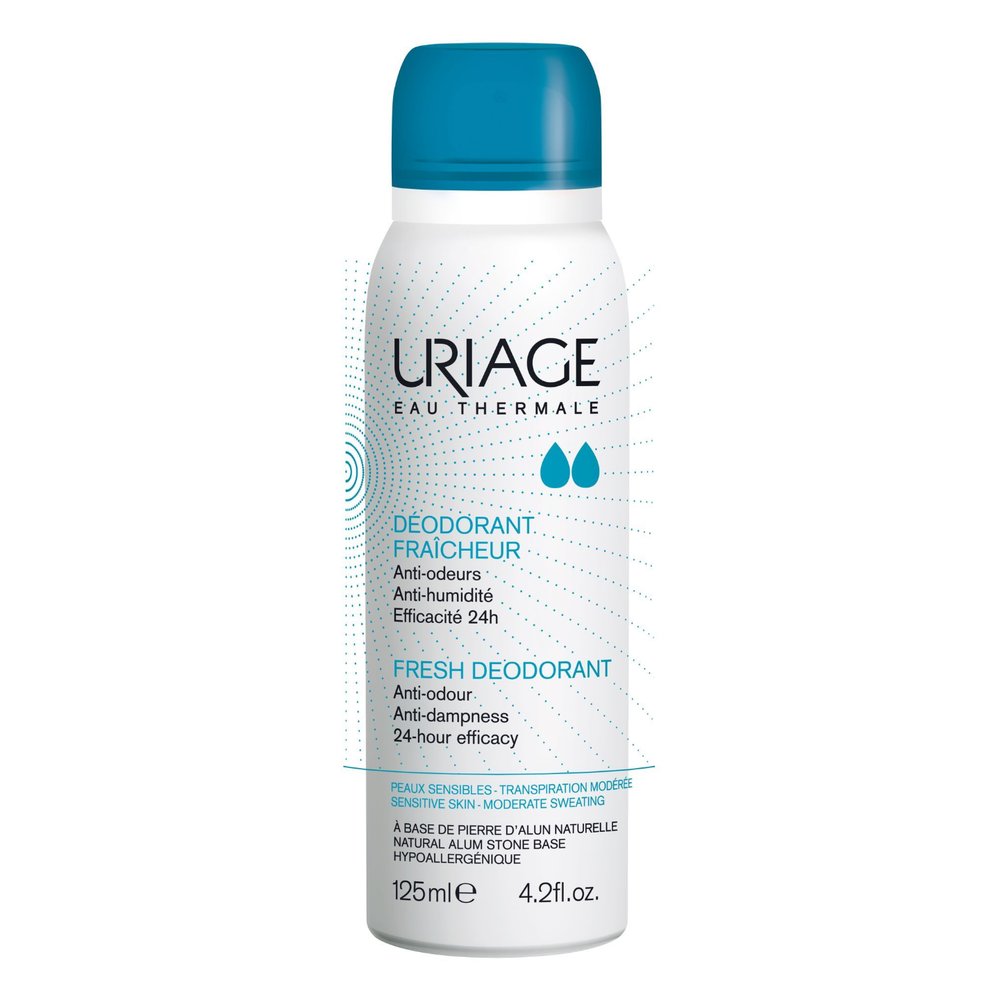 URIAGE
EAU THERMALE
DÉODORANT
FRAÎCHEUR
Anti-odeurs
Anti-humidité
Efficacité 24h
FRESH DEODORANT
Anti-odour
Anti-dampness
24-hour efficacy
PEAUX SENSIBLES - TRANSPIRATION MODÉRÉE
SENSITIVE SKIN - MODERATE SWEATING
À BASE DE PIERRE D'ALUN NATURELLE
NATURAL ALUM STONE BASE
HYPOALLERGÉNIQUE
125ml℮ 4.2fl.oz.